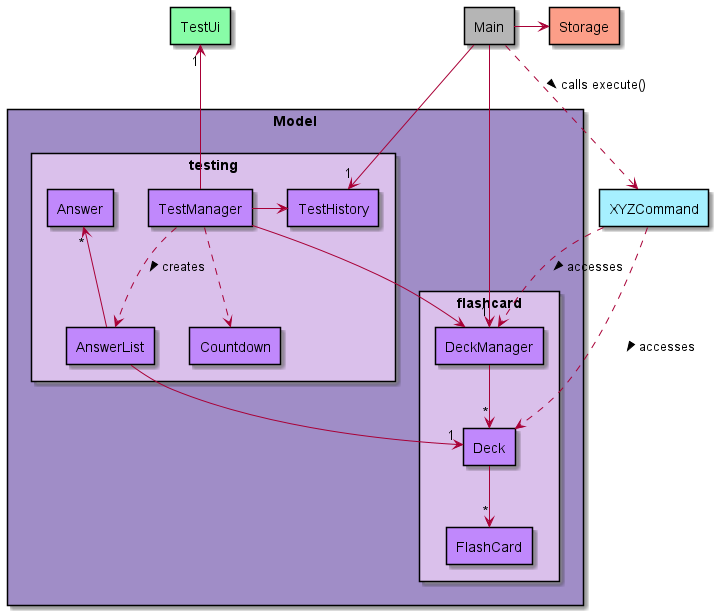 TestUi
Main
Storage
1
calls execute()
Model
testing
1
Answer
TestManager
TestHistory
XYZCommand
*
creates
accesses
flashcard
1
AnswerList
Countdown
DeckManager
accesses
*
1
Deck
*
FlashCard